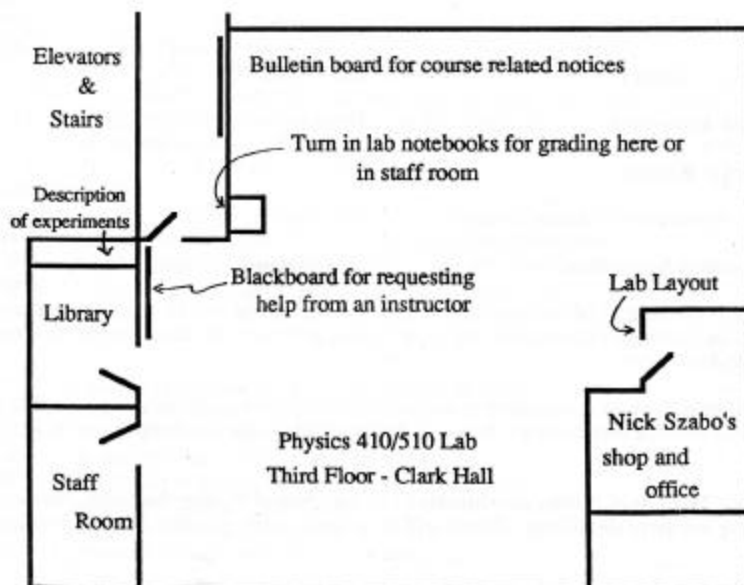 Elevators
&
Stairs
Bulletin board for course related notices
Turn in lab notebooks for grading here or
in staff room
Description
of experiments
Blackboard for requesting
help from an instructor
Lab Layout
Library
Nick Szabo's
shop and
office
Physics 410/510 Lab
Third Floor - Clark Hall
Staff
Room